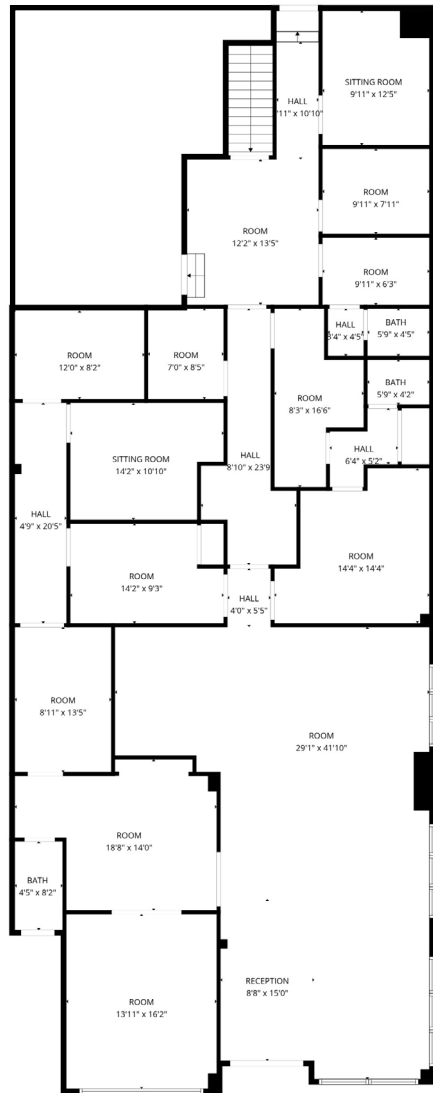 SITTING ROOM
9'11" x 12'5"
HALL
'11" x 10'10"
ROOM
9'11" x 7'11"
ROOM
12'2" x 13'5"
ROOM
9'11" x 6'3"
HALL
3'4" x 4'5"
BATH
5'9" x 4'5"
ROOM
12'0" x 8'2"
ROOM
7'0" x 8'5"
BATH
5'9" x 4'2"
ROOM
8'3" x 16'6"
SITTING ROOM
14'2" x 10'10"
HALL
8'10" x 23'9
HALL
6'4" x 5'2"
HALL
4'9" x 20'5"
ROOM
14'4" x 14'4"
ROOM
14'2" x 9'3"
HALL
4'0" x 5'5"
ROOM
8'11" x 13'5"
ROOM
29'1" x 41'10"
ROOM
18'8" x 14'0"
BATH
4'5" x 8'2"
RECEPTION
8'8" x 15'0"
ROOM
13'11" x 16'2"